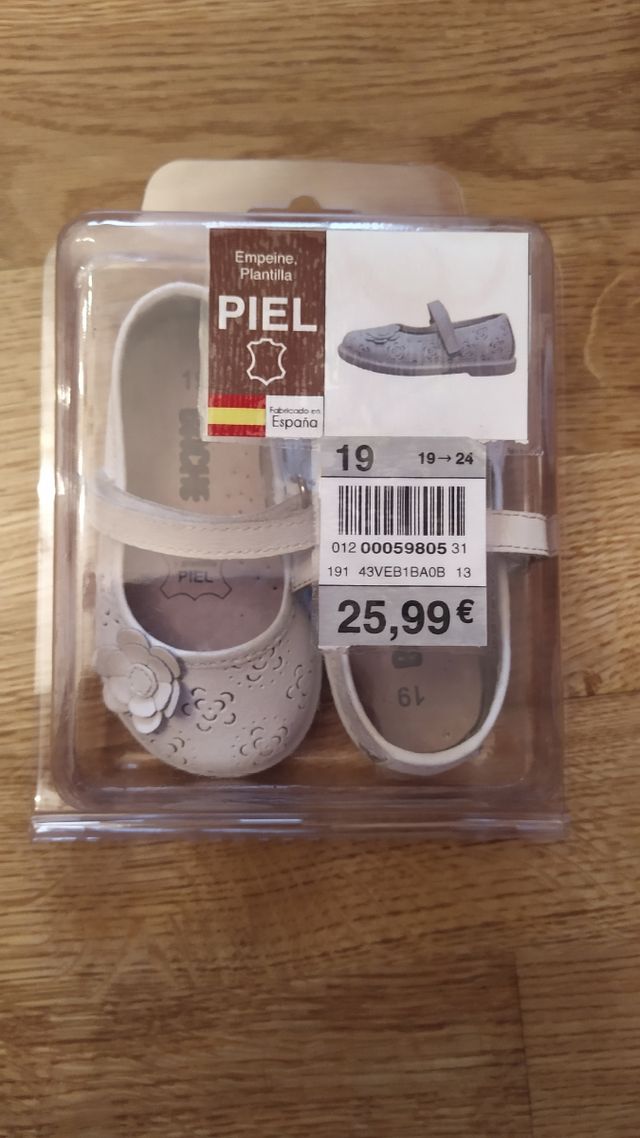 Empeine,
Plantilla
PIEL
Fabricado en
España
19
19→24
012 00059805 31
191 43VEB1BA0B 13
25,99€
PIEL
19